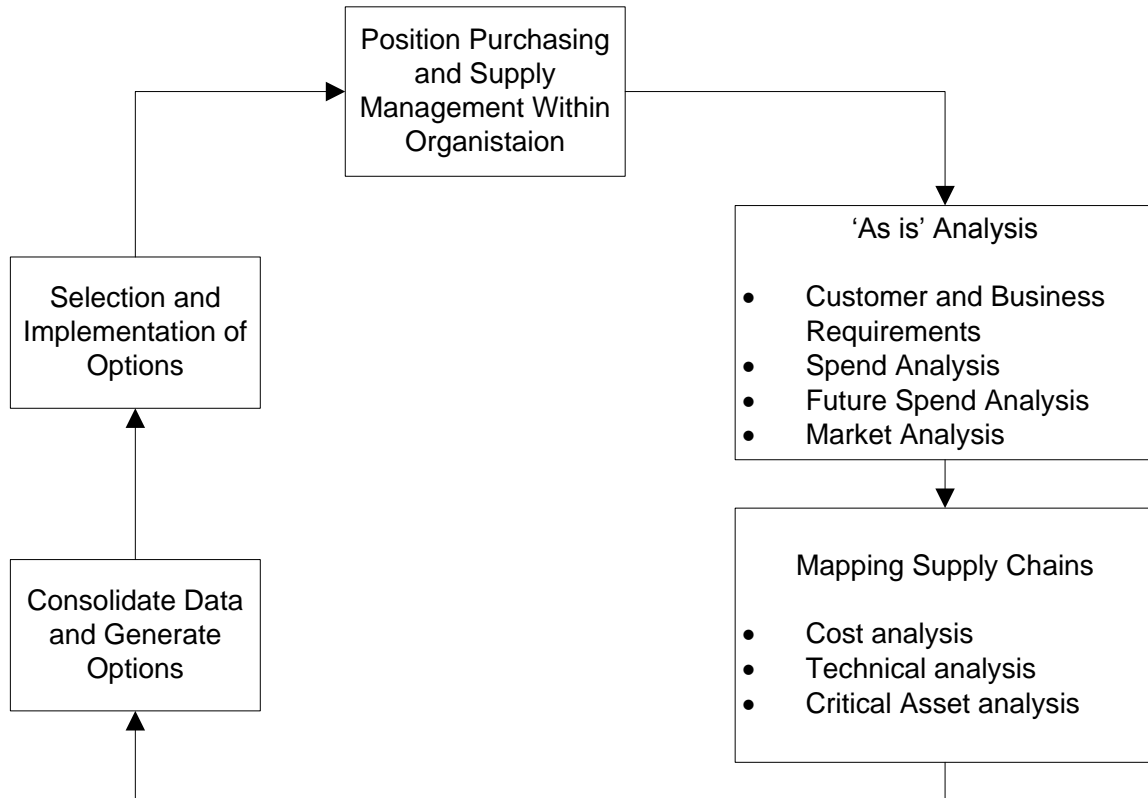 Position Purchasing
and Supply
Management Within
Organistaion
‘As is’ Analysis
• Customer and Business
Requirements
• Spend Analysis
• Future Spend Analysis
• Market Analysis
Mapping Supply Chains
• Cost analysis
• Technical analysis
• Critical Asset analysis
Consolidate Data
and Generate
Options
Selection and
Implementation of
Options